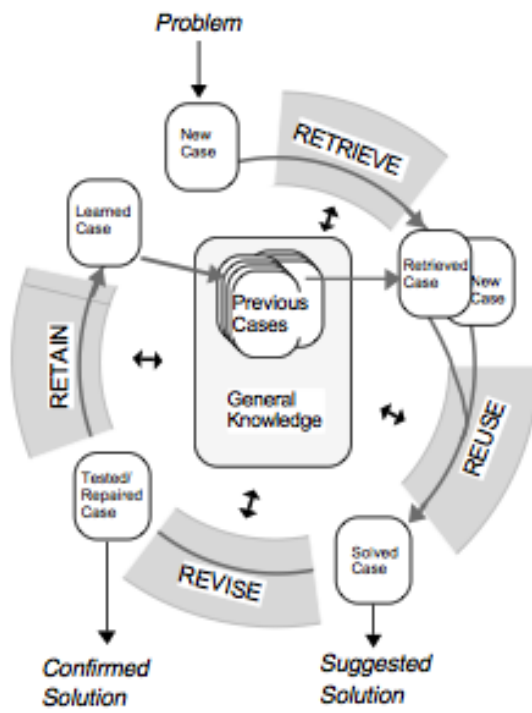 Problem
New
Case
RETRIEVE
Learned
Case
Retrieved
Case
New
Case
Previous
Cases
General
Knowledge
RETAIN
REUSE
Tested/
Repaired
Case
REVISE
Solved
Case
Confirmed
Solution
Suggested
Solution